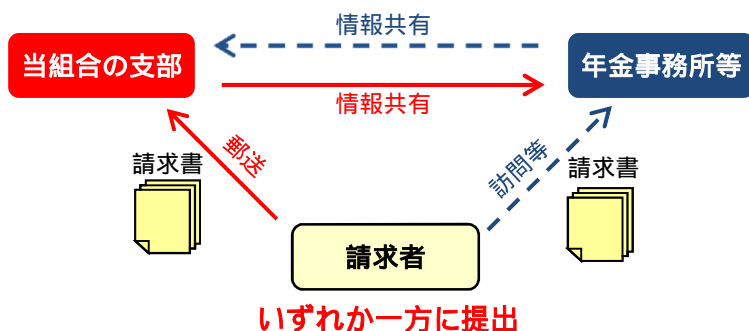 情報共有
当組合の支部
年金事務所等
情報共有
郵送
訪問等
請求書
請求書
請求者
いずれか一方に提出